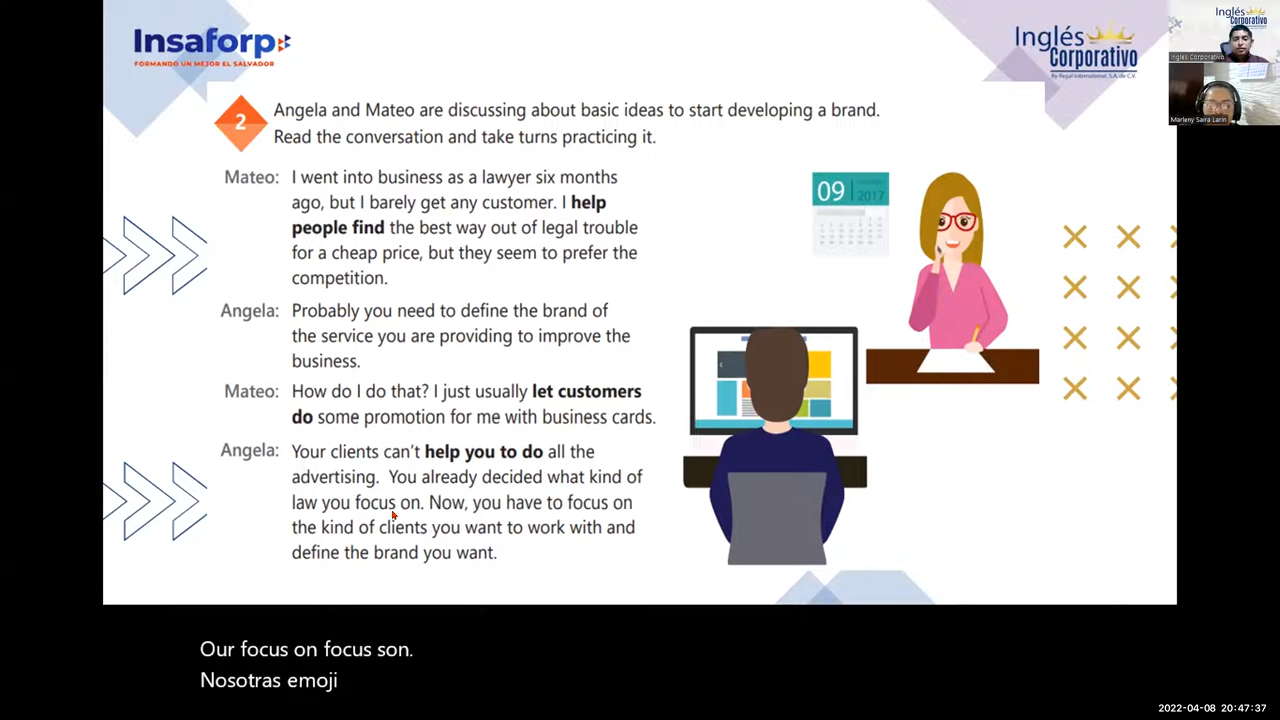 Insaforp
FORMANDO UN MEJOR EL SALVADOR
Inglés
Corporativo
By Regal International, S.A. de C.V.
Inglés
Corporativo
Ingles Corporativo
Marleny Saira Larin
2
Angela and Mateo are discussing about basic ideas to start developing a brand.
Read the conversation and take turns practicing it.
Mateo: I went into business as a lawyer six months
ago, but I barely get any customer. I help
people find the best way out of legal trouble
for a cheap price, but they seem to prefer the
competition.
Angela: Probably you need to define the brand of
the service you are providing to improve the
business.
Mateo: How do I do that? I just usually let customers
do some promotion for me with business cards.
Angela: Your clients can't help you to do all the
advertising. You already decided what kind of
law you focus on. Now, you have to focus on
the kind of clients you want to work with and
define the brand you want.
09
2017
Our focus on focus son.
Nosotras emoji
2022-04-08 20:47:37